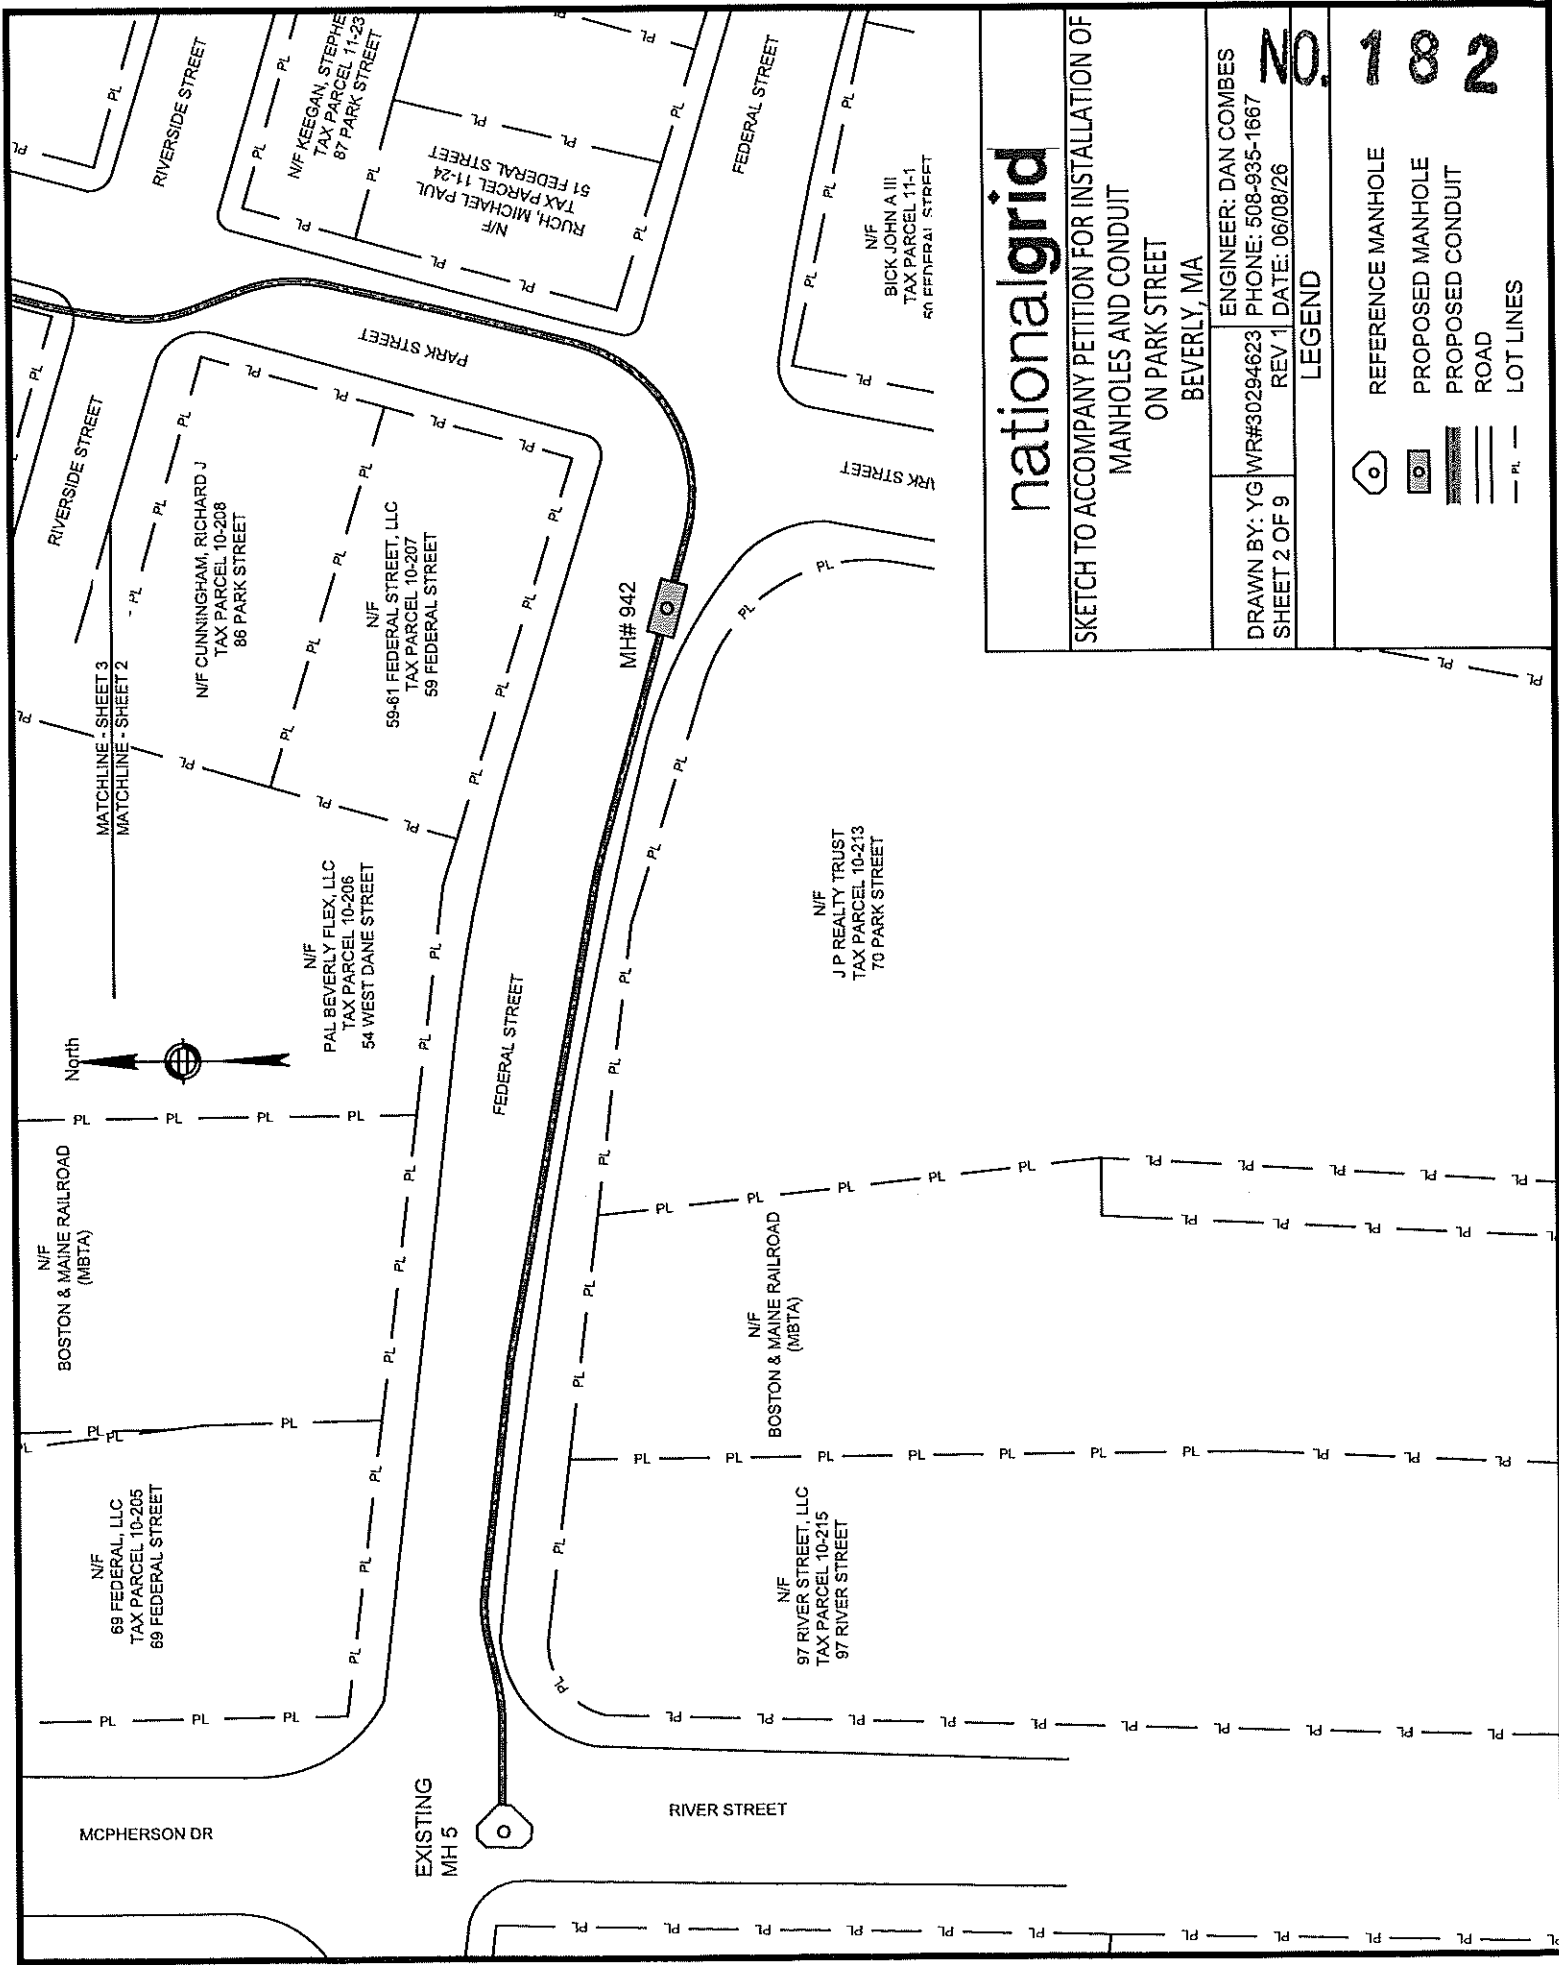 North
MATCHLINE - SHEET 3
MATCHLINE - SHEET 2
RIVERSIDE STREET
RIVERSIDE STREET
N/F
BOSTON & MAINE RAILROAD
(MBTA)
N/F
69 FEDERAL, LLC
TAX PARCEL 10-205
69 FEDERAL STREET
MCPHERSON DR
N/F
PAL BEVERLY FLEX, LLC
TAX PARCEL 10-206
54 WEST DANE STREET
N/F CUNNINGHAM, RICHARD J
TAX PARCEL 10-208
86 PARK STREET
N/F
59-61 FEDERAL STREET, LLC
TAX PARCEL 10-207
59 FEDERAL STREET
N/F KEEGAN, STEPHE
TAX PARCEL 11-23
87 PARK STREET
N/F
RUCH, MICHAEL PAUL
TAX PARCEL 11-24
51 FEDERAL STREET
PARK STREET
FEDERAL STREET
FEDERAL STREET
EXISTING
MH 5
MH# 942
RIVER STREET
N/F
97 RIVER STREET, LLC
TAX PARCEL 10-215
97 RIVER STREET
N/F
BOSTON & MAINE RAILROAD
(MBTA)
N/F
J P REALTY TRUST
TAX PARCEL 10-213
70 PARK STREET
RK STREET
N/F
BICK JOHN A III
TAX PARCEL 11-1
50 FEDERAL STREET
nationalgrid
SKETCH TO ACCOMPANY PETITION FOR INSTALLATION OF
MANHOLES AND CONDUIT
ON PARK STREET
BEVERLY, MA
DRAWN BY: YG
WR#30294623
ENGINEER: DAN COMBES
PHONE: 508-935-1667
SHEET 2 OF 9
REV 1
DATE: 06/08/26
NO. 182
LEGEND
REFERENCE MANHOLE
PROPOSED MANHOLE
PROPOSED CONDUIT
ROAD
PL LOT LINES